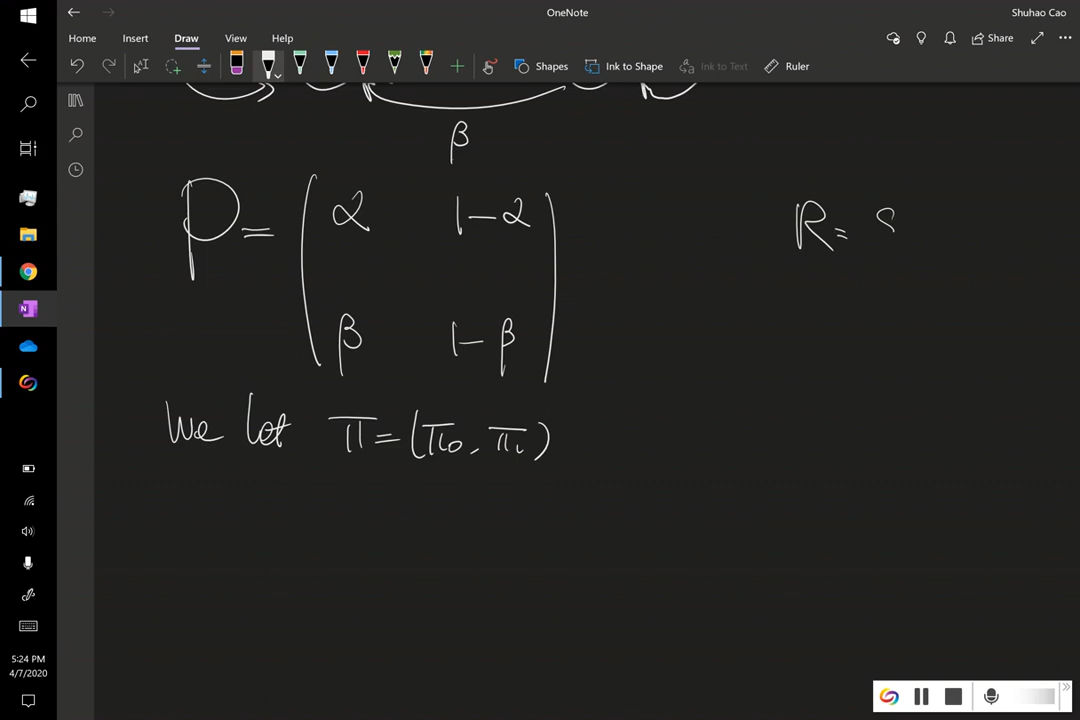 OneNote
Shuhao Cao
Home Insert Draw View Help
Share
Shapes Ink to Shape Ink to Text Ruler
β
P = ( α 1-α
β 1-β )
R =
We let π = (π₀, π₁)
5:24 PM
4/7/2020